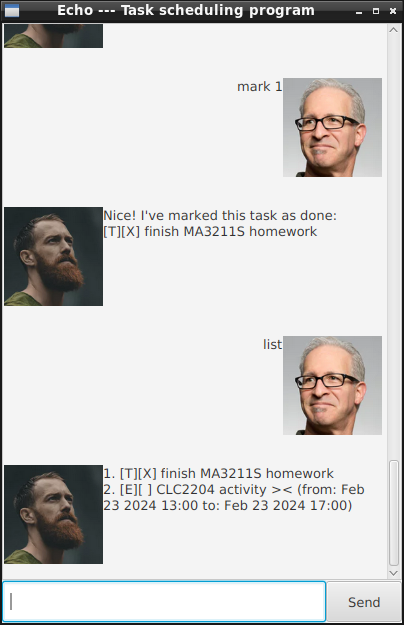 Echo --- Task scheduling program
mark 1
Nice! I've marked this task as done:
[T][X] finish MA3211S homework
list
1. [T][X] finish MA3211S homework
2. [E][ ] CLC2204 activity >< (from: Feb
23 2024 13:00 to: Feb 23 2024 17:00)
Send